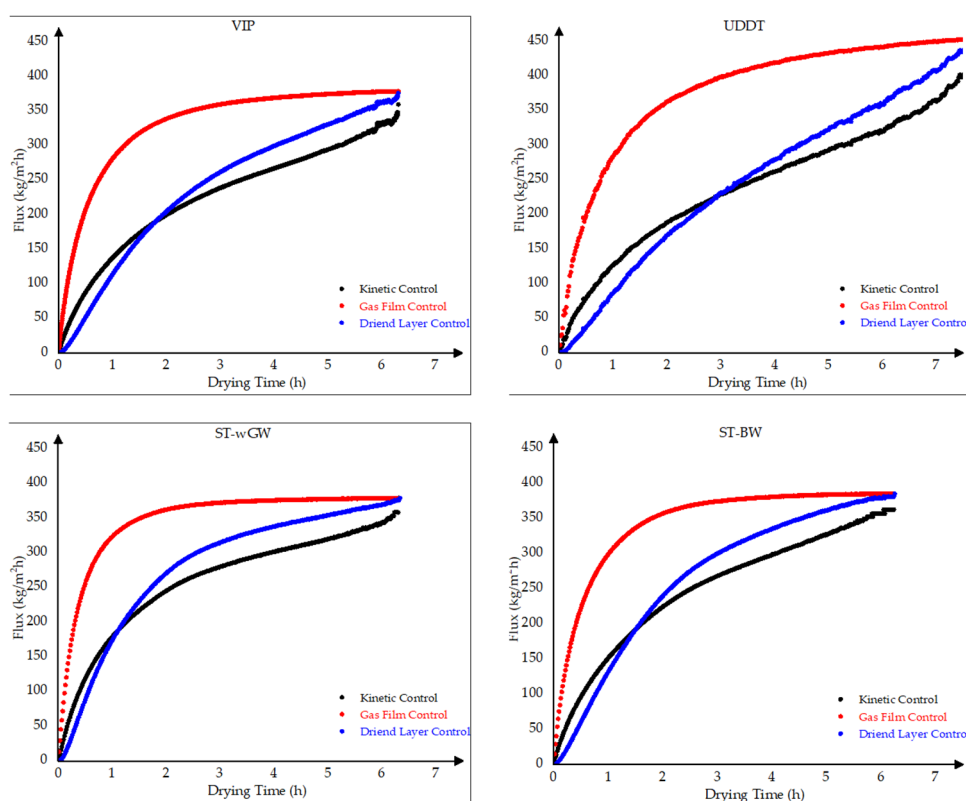 VIP
450
400
350
300
250
200
150
100
50
0
Flux (kg/m²h)
Kinetic Control
Gas Film Control
Driend Layer Control
0 1 2 3 4 5 6 7
Drying Time (h)
UDDT
450
400
350
300
250
200
150
100
50
0
Flux (kg/m²h)
Kinetic Control
Gas Film Control
Driend Layer Control
0 1 2 3 4 5 6 7
Drying Time (h)
ST-wGW
450
400
350
300
250
200
150
100
50
0
Flux (kg/m²h)
Kinetic Control
Gas Film Control
Driend Layer Control
0 1 2 3 4 5 6 7
Drying Time (h)
ST-BW
450
400
350
300
250
200
150
100
50
0
Flux (kg/m²h)
Kinetic Control
Gas Film Control
Driend Layer Control
0 1 2 3 4 5 6 7
Drying Time (h)